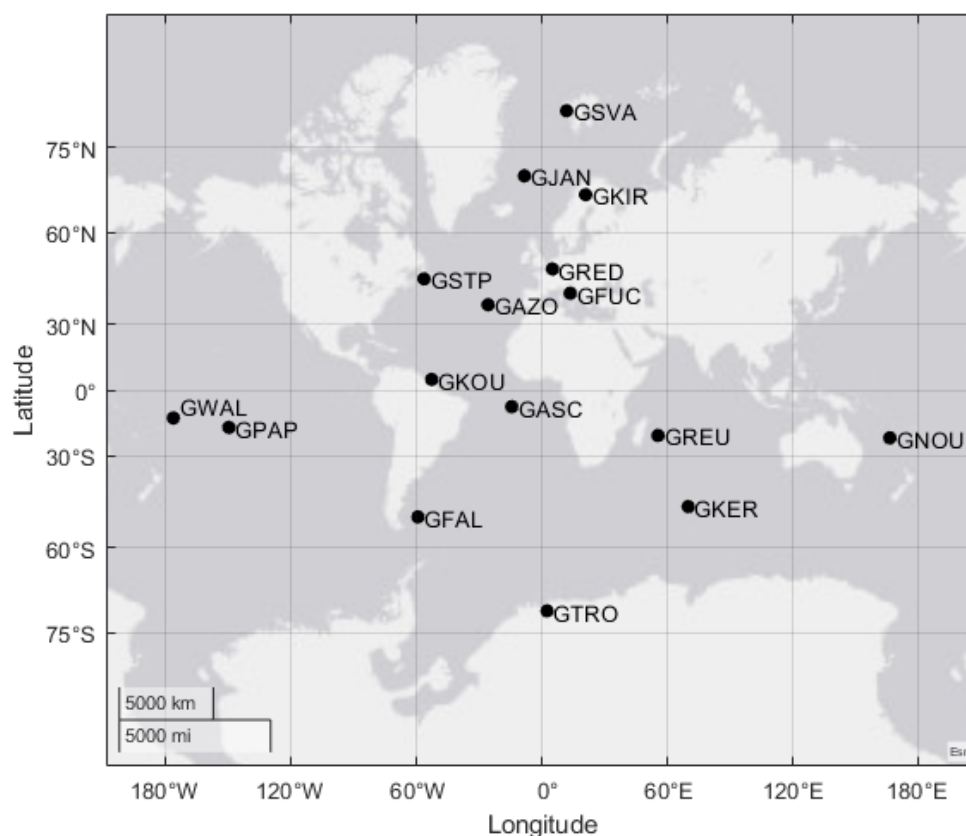 GSVA
75°N
GJAN
GKIR
60°N
GRED
GSTP
GFUC
GAZO
30°N
GKOU
0°
GWAL
GASC
GPAP
GREU
GNOU
30°S
GKER
GFAL
60°S
GTRO
75°S
Latitude
5000 km
5000 mi
Esr
180°W
120°W
60°W
0°
60°E
120°E
180°E
Longitude